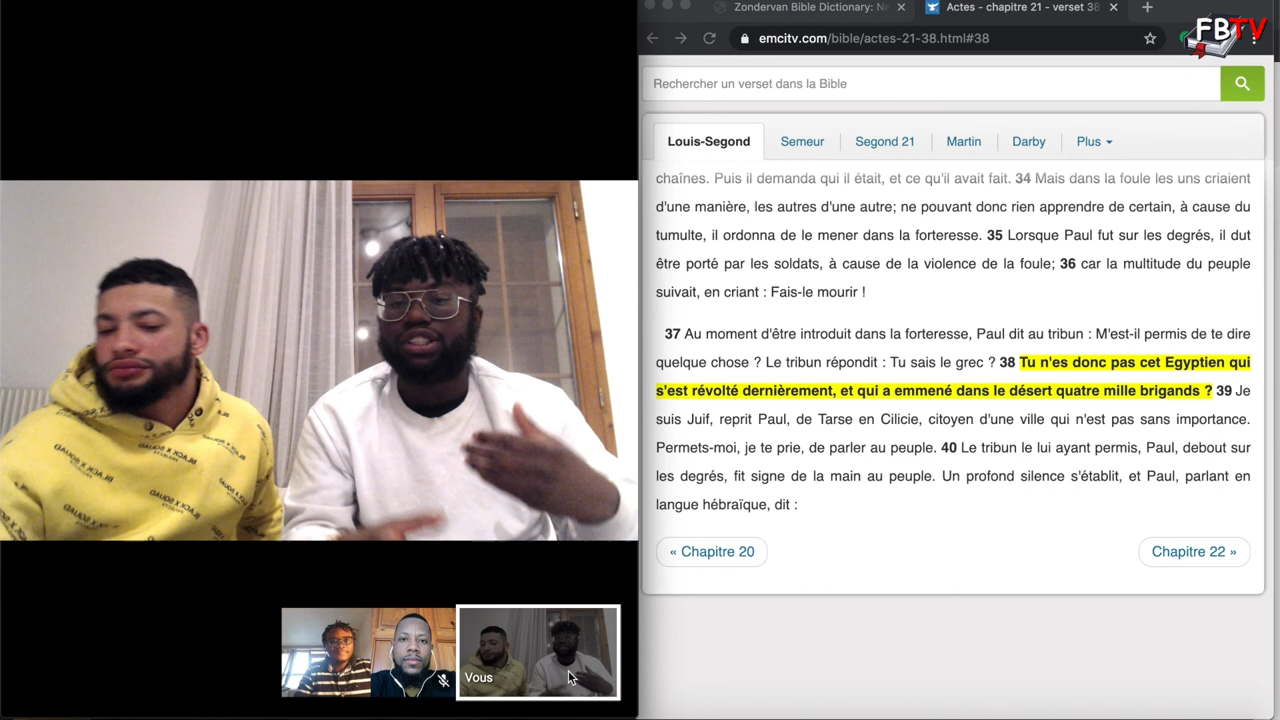 Zondervan Bible Dictionary: Ne
Actes - chapitre 21 - verset 38
FBTV
emcitv.com/bible/actes-21-38.html#38
Rechercher un verset dans la Bible
Louis-Segond Semeur Segond 21 Martin Darby Plus
chaînes. Puis il demanda qui il était, et ce qu'il avait fait. 34 Mais dans la foule les uns criaient
d'une manière, les autres d'une autre; ne pouvant donc rien apprendre de certain, à cause du
tumulte, il ordonna de le mener dans la forteresse. 35 Lorsque Paul fut sur les degrés, il dut
être porté par les soldats, à cause de la violence de la foule; 36 car la multitude du peuple
suivait, en criant : Fais-le mourir !
37 Au moment d'être introduit dans la forteresse, Paul dit au tribun : M'est-il permis de te dire
quelque chose ? Le tribun répondit : Tu sais le grec ? 38 Tu n'es donc pas cet Egyptien qui
s'est révolté dernièrement, et qui a emmené dans le désert quatre mille brigands ? 39 Je
suis Juif, reprit Paul, de Tarse en Cilicie, citoyen d'une ville qui n'est pas sans importance.
Permets-moi, je te prie, de parler au peuple. 40 Le tribun le lui ayant permis, Paul, debout sur
les degrés, fit signe de la main au peuple. Un profond silence s'établit, et Paul, parlant en
langue hébraïque, dit :
« Chapitre 20
Chapitre 22 »
BLACK X SQUAD
Vous